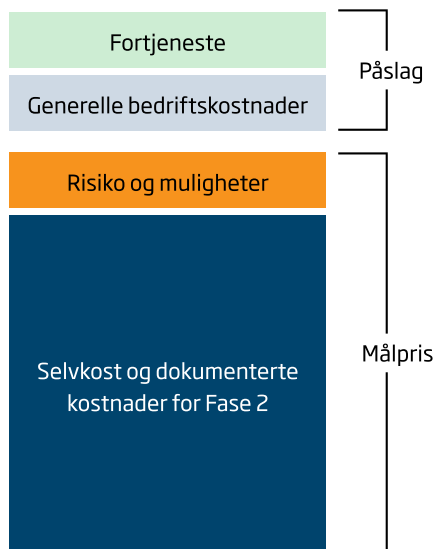 Fortjeneste
Generelle bedriftskostnader
Påslag
Risiko og muligheter
Selvkost og dokumenterte
kostnader for Fase 2
Målpris